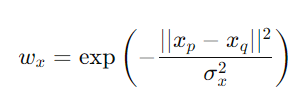 w_x = exp ( − ||x_p − x_q||² / σ_x² )